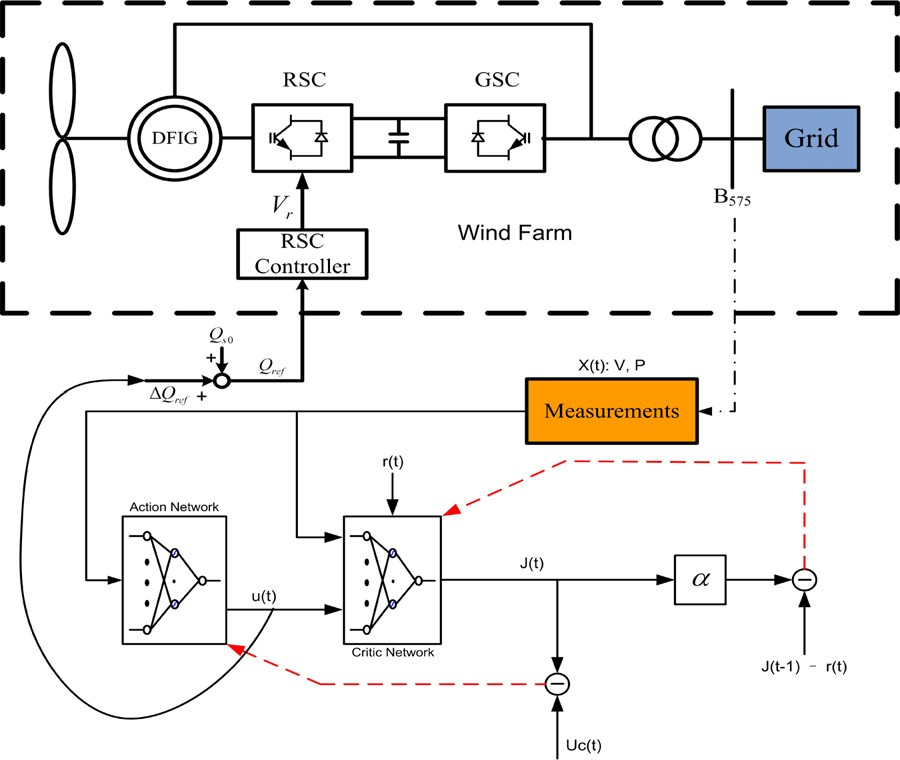 RSC
GSC
DFIG
Grid
V_r
B_575
RSC
Controller
Wind Farm
Q_s0
+
Q_ref
ΔQ_ref +
X(t): V, P
Measurements
r(t)
Action Network
J(t)
α
u(t)
Critic Network
J(t-1) - r(t)
Uc(t)